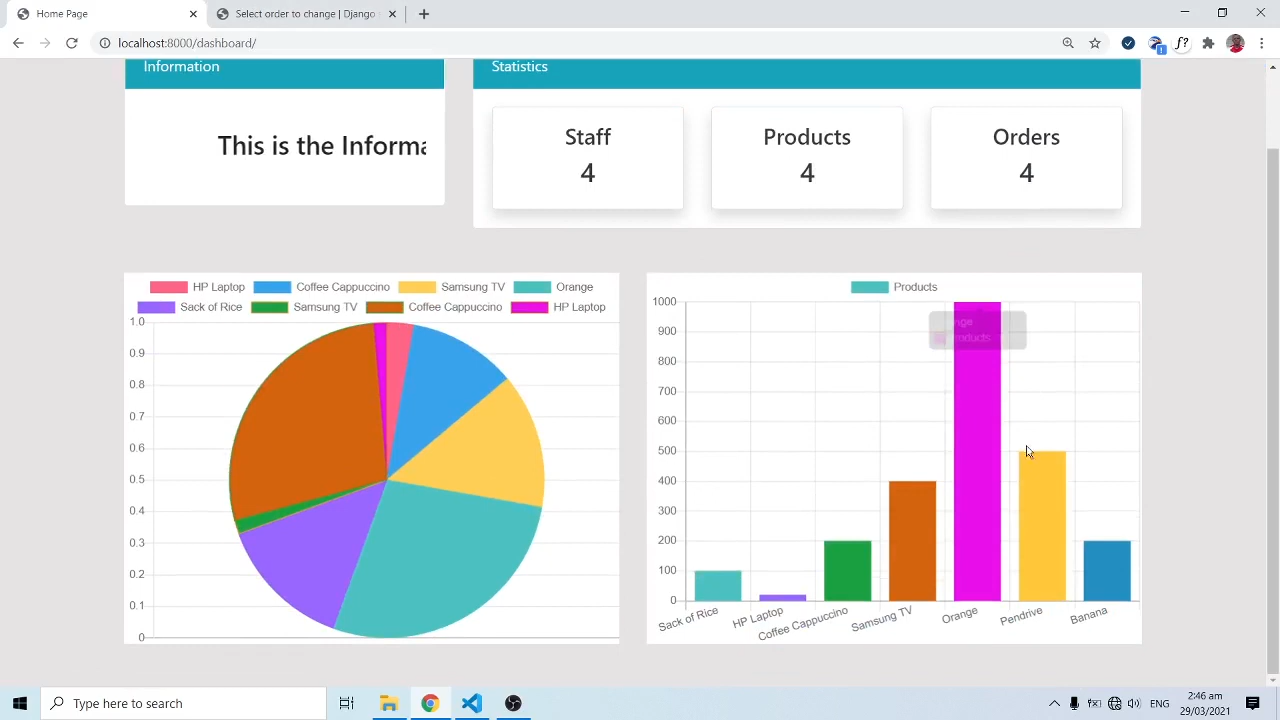 Home Page
Select order to change | Django
localhost:8000/dashboard/
Information
Statistics
This is the Informa
Staff
4
Products
4
Orders
4
HP Laptop Coffee Cappuccino Samsung TV Orange
Sack of Rice Samsung TV Coffee Cappuccino HP Laptop
1.0
0.9
0.8
0.7
0.6
0.5
0.4
0.3
0.2
0.1
0
Products
1000
900
800
700
600
500
400
300
200
100
0
Sack of Rice HP Laptop Coffee Cappuccino Samsung TV Orange Pendrive Banana
Type here to search
ENG
2:46 am
29/03/2021